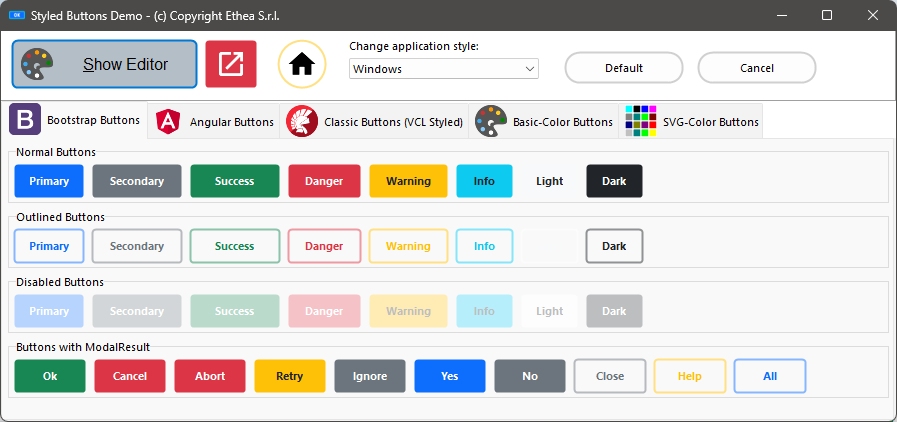 OK Styled Buttons Demo - (c) Copyright Ethea S.r.l.
Change application style:
Show Editor
Windows
Default
Cancel
B Bootstrap Buttons
A Angular Buttons
Classic Buttons (VCL Styled)
Basic-Color Buttons
SVG-Color Buttons
Normal Buttons
Primary Secondary Success Danger Warning Info Light Dark
Outlined Buttons
Primary Secondary Success Danger Warning Info Dark
Disabled Buttons
Primary Secondary Success Danger Warning Info Light Dark
Buttons with ModalResult
Ok Cancel Abort Retry Ignore Yes No Close Help All